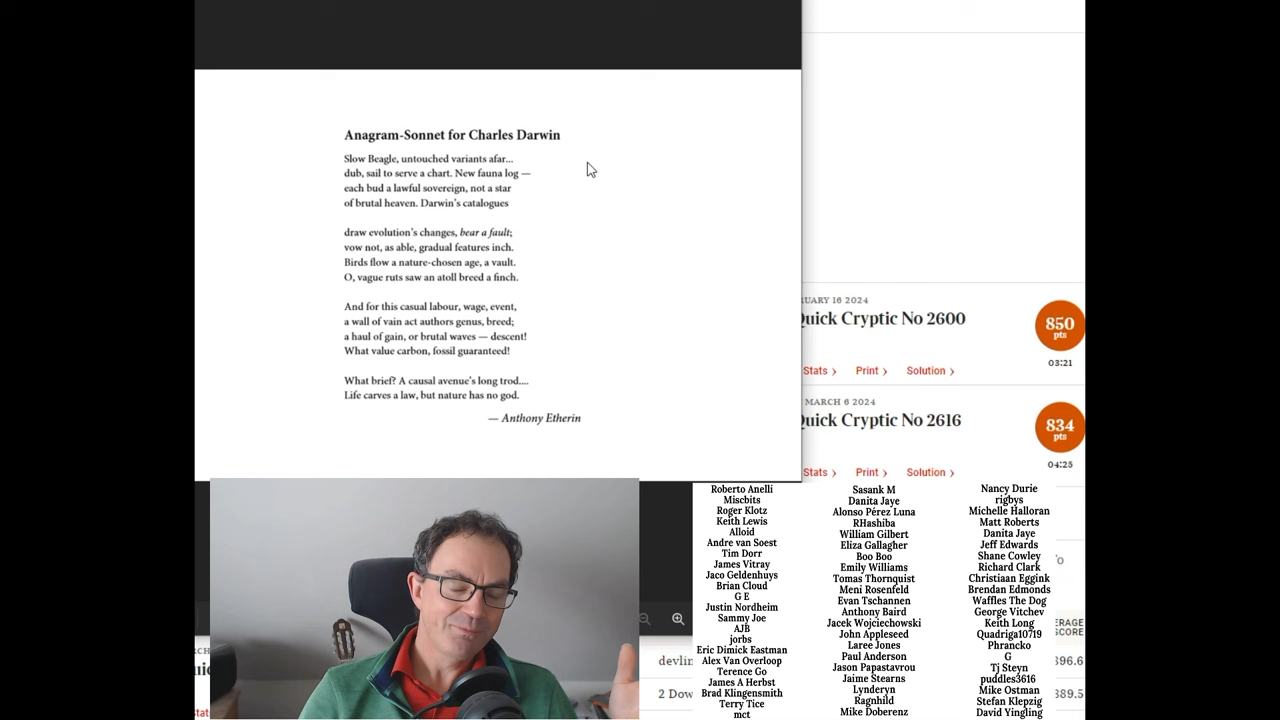 Anagram-Sonnet for Charles Darwin
Slow Beagle, untouched variants afar...
dub, sail to serve a chart. New fauna log —
each bud a lawful sovereign, not a star
of brutal heaven. Darwin's catalogues
draw evolution's changes, bear a fault;
vow not, as able, gradual features inch.
Birds flow a nature-chosen age, a vault.
O, vague ruts saw an atoll breed a finch.
And for this casual labour, wage, event,
a wall of vain act authors genus, breed;
a haul of gain, or brutal waves — descent!
What value carbon, fossil guaranteed!
What brief? A causal avenue's long trod....
Life carves a law, but nature has no god.
— Anthony Etherin
RUARY 16 2024
Quick Cryptic No 2600
850
pts
03:21
Stats
Print
Solution
MARCH 6 2024
Quick Cryptic No 2616
834
pts
04:25
Stats
Print
Solution
Roberto Anelli
Miscbits
Roger Klotz
Keith Lewis
Alloid
Andre van Soest
Tim Dorr
James Vitray
Jaco Geldenhuys
Brian Cloud
G E
Justin Nordheim
Sammy Joe
AJB
jorbs
Eric Dimick Eastman
Alex Van Overloop
Terence Go
James A Herbst
Brad Klingensmith
Terry Tice
mct
Sasank M
Danita Jaye
Alonso Pérez Luna
RHashiba
William Gilbert
Eliza Gallagher
Boo Boo
Emily Williams
Tomas Thornquist
Meni Rosenfeld
Evan Tschannen
Anthony Baird
Jacek Wojciechowski
John Appleseed
Laree Jones
Paul Anderson
Jason Papastavrou
Jaime Stearns
Lynderyn
Ragnhild
Mike Doberenz
Nancy Durie
rigbys
Michelle Halloran
Matt Roberts
Danita Jaye
Jeff Edwards
Shane Cowley
Richard Clark
Christiaan Eggink
Brendan Edmonds
Waffles The Dog
George Vitchev
Keith Long
Quadriga10719
Phrancko
G
Tj Steyn
puddles3616
Mike Ostman
Stefan Klepzig
David Yingling
ERAGE
SCORE
devlin
896.6
2 Dow
889.5